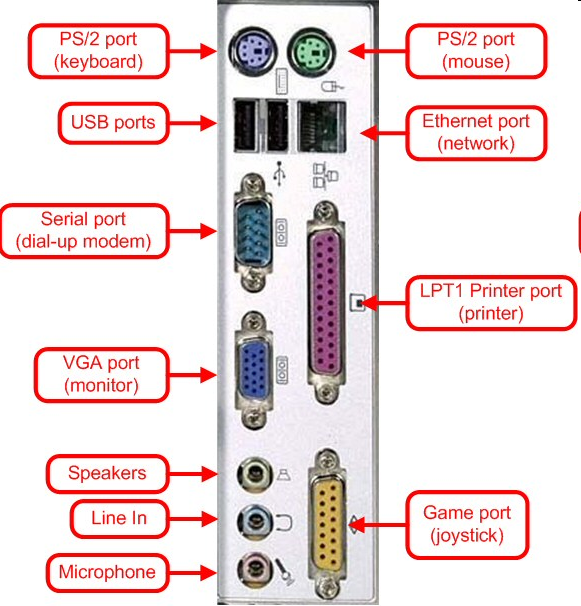 PS/2 port
(keyboard)
PS/2 port
(mouse)
USB ports
Ethernet port
(network)
Serial port
(dial-up modem)
LPT1 Printer port
(printer)
VGA port
(monitor)
Speakers
Line In
Game port
(joystick)
Microphone